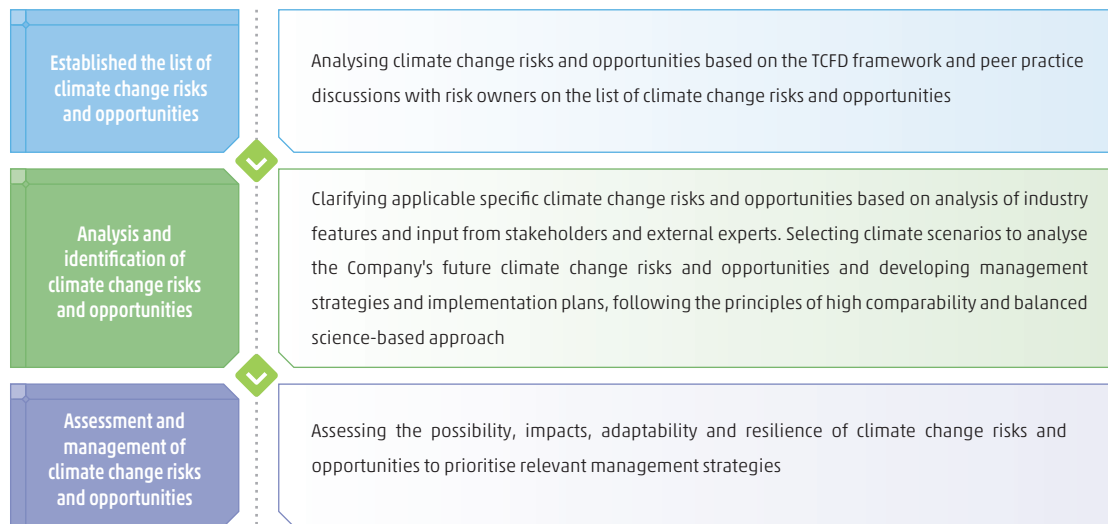 Established the list of
climate change risks
and opportunities
Analysing climate change risks and opportunities based on the TCFD framework and peer practice
discussions with risk owners on the list of climate change risks and opportunities
Analysis and
identification of
climate change risks
and opportunities
Clarifying applicable specific climate change risks and opportunities based on analysis of industry
features and input from stakeholders and external experts. Selecting climate scenarios to analyse
the Company's future climate change risks and opportunities and developing management
strategies and implementation plans, following the principles of high comparability and balanced
science-based approach
Assessment and
management of
climate change risks
and opportunities
Assessing the possibility, impacts, adaptability and resilience of climate change risks and
opportunities to prioritise relevant management strategies